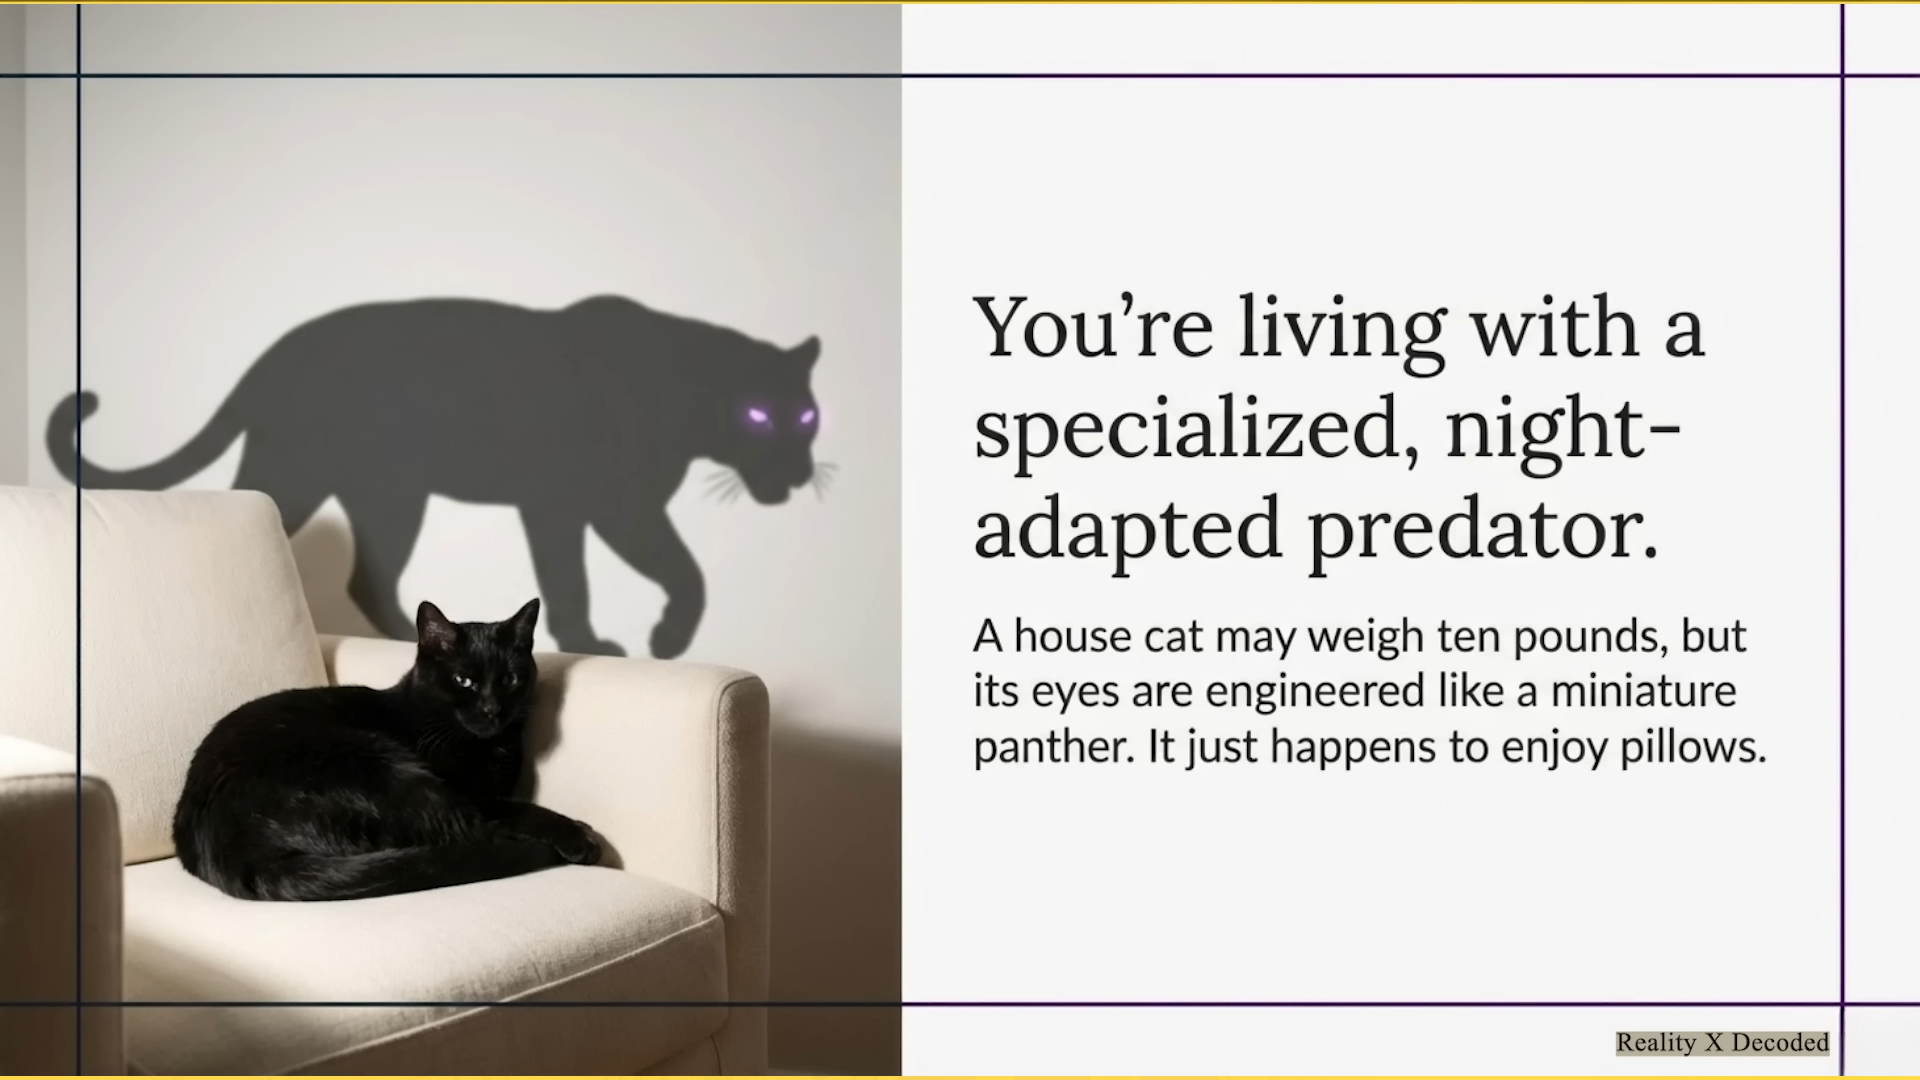 You’re living with a
specialized, night-
adapted predator.
A house cat may weigh ten pounds, but
its eyes are engineered like a miniature
panther. It just happens to enjoy pillows.
Reality X Decoded